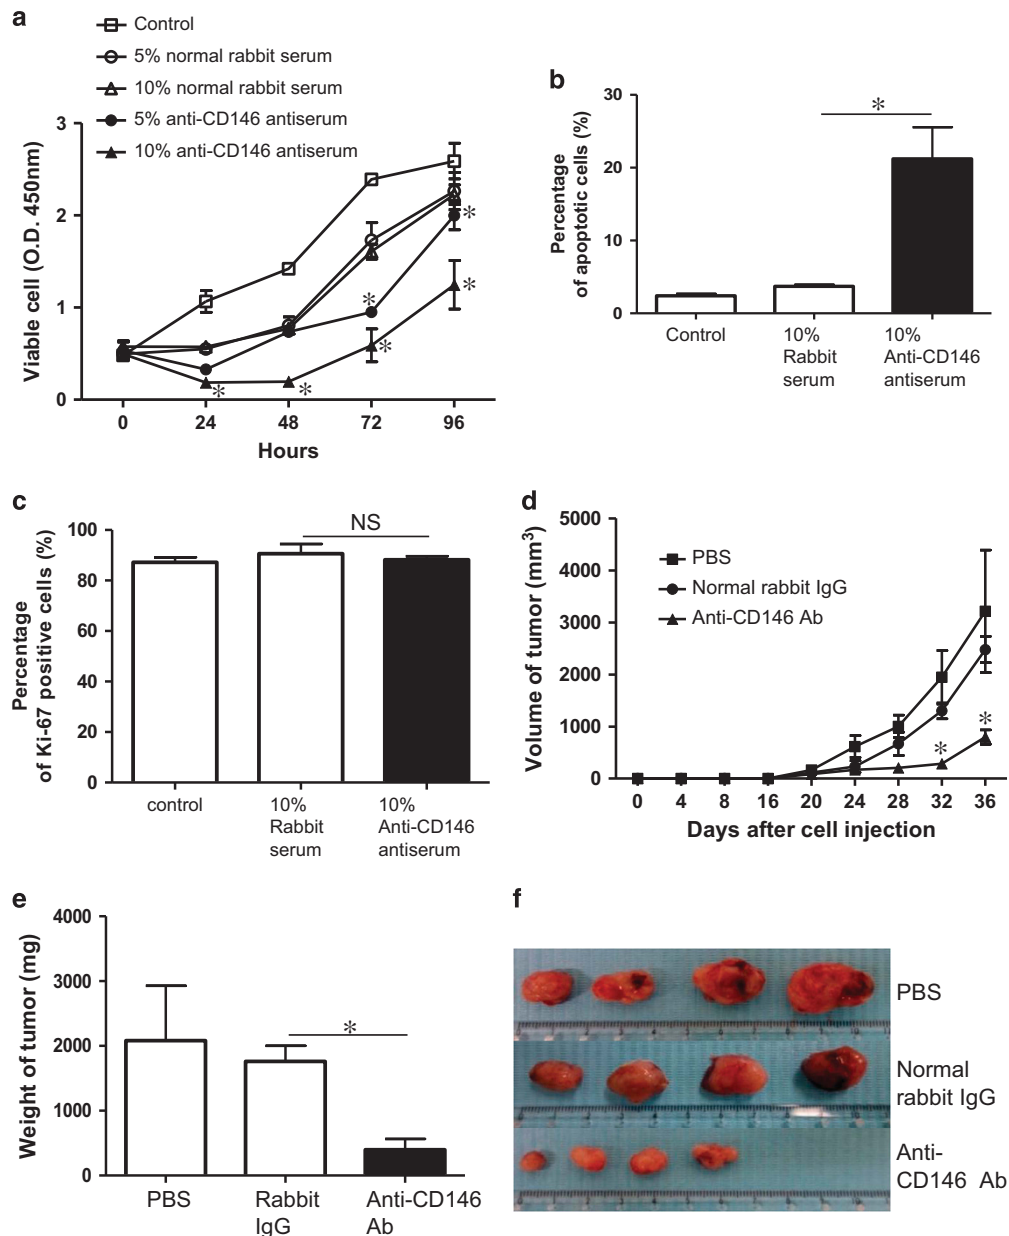 a
Control
5% normal rabbit serum
10% normal rabbit serum
5% anti-CD146 antiserum
10% anti-CD146 antiserum
Viable cell (O.D. 450nm)
3
2
1
0
*
*
*
*
*
*
0 24 48 72 96
Hours
b
Percentage
of apoptotic cells (%)
30
20
10
0
*
Control
10%
Rabbit
serum
10%
Anti-CD146
antiserum
c
Percentage
of Ki-67 positive cells (%)
100
80
60
40
20
0
NS
control
10%
Rabbit
serum
10%
Anti-CD146
antiserum
d
Volume of tumor (mm³)
5000
4000
3000
2000
1000
0
PBS
Normal rabbit IgG
Anti-CD146 Ab
*
*
0 4 8 16 20 24 28 32 36
Days after cell injection
e
Weight of tumor (mg)
4000
3000
2000
1000
0
*
PBS
Rabbit
IgG
Anti-CD146
Ab
f
PBS
Normal
rabbit IgG
Anti-
CD146 Ab